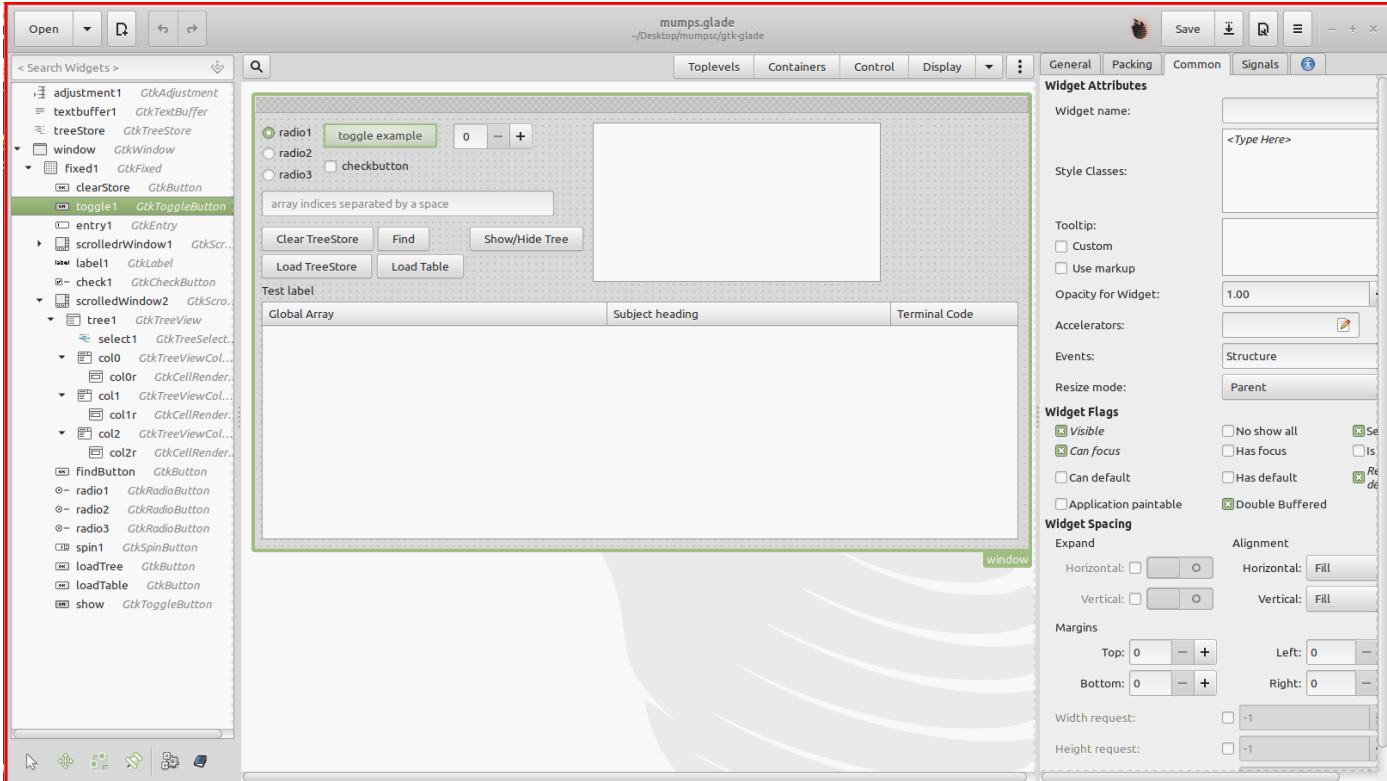 Open
mumps.glade
~/Desktop/mumpsc/gtk-glade
Save
< Search Widgets >
Toplevels Containers Control Display
General Packing Common Signals
adjustment1 GtkAdjustment
textbuffer1 GtkTextBuffer
treeStore GtkTreeStore
window GtkWindow
fixed1 GtkFixed
clearStore GtkButton
toggle1 GtkToggleButton
entry1 GtkEntry
scrolledrWindow1 GtkScr...
label1 GtkLabel
check1 GtkCheckButton
scrolledWindow2 GtkScro...
tree1 GtkTreeView
select1 GtkTreeSelect...
col0 GtkTreeViewCol...
col0r GtkCellRender...
col1 GtkTreeViewCol...
col1r GtkCellRender...
col2 GtkTreeViewCol...
col2r GtkCellRender...
findButton GtkButton
radio1 GtkRadioButton
radio2 GtkRadioButton
radio3 GtkRadioButton
spin1 GtkSpinButton
loadTree GtkButton
loadTable GtkButton
show GtkToggleButton
radio1 toggle example 0 − +
radio2
checkbutton
radio3
array indices separated by a space
Clear TreeStore Find Show/Hide Tree
Load TreeStore Load Table
Test label
Global Array Subject heading Terminal Code
window
Widget Attributes
Widget name:
<Type Here>
Style Classes:
Tooltip:
Custom
Use markup
Opacity for Widget: 1.00
Accelerators:
Events: Structure
Resize mode: Parent
Widget Flags
Visible No show all Se
Can focus Has focus Is
Can default Has default Re
de
Application paintable Double Buffered
Widget Spacing
Expand Alignment
Horizontal: Horizontal: Fill
Vertical: Vertical: Fill
Margins
Top: 0 − + Left: 0 −
Bottom: 0 − + Right: 0 −
Width request: -1
Height request: -1